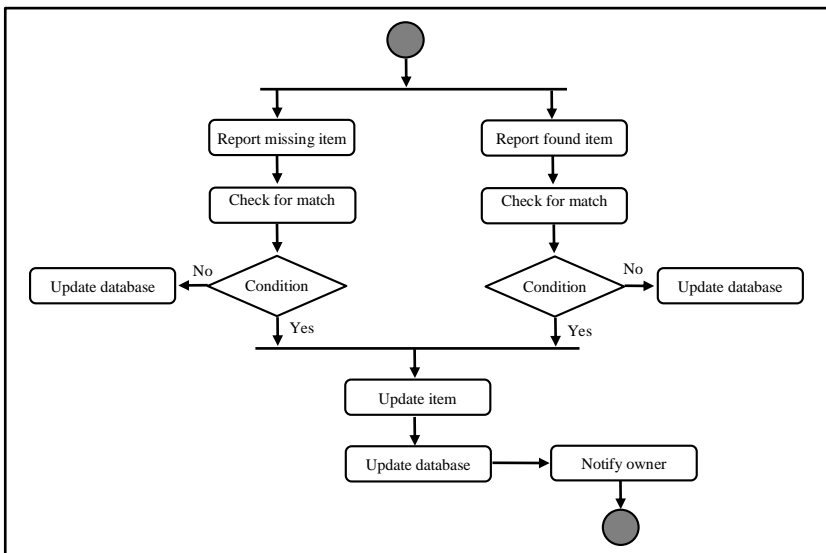 Report missing item
Report found item
Check for match
Check for match
No
Condition
Update database
Yes
Condition
No
Update database
Yes
Update item
Update database
Notify owner